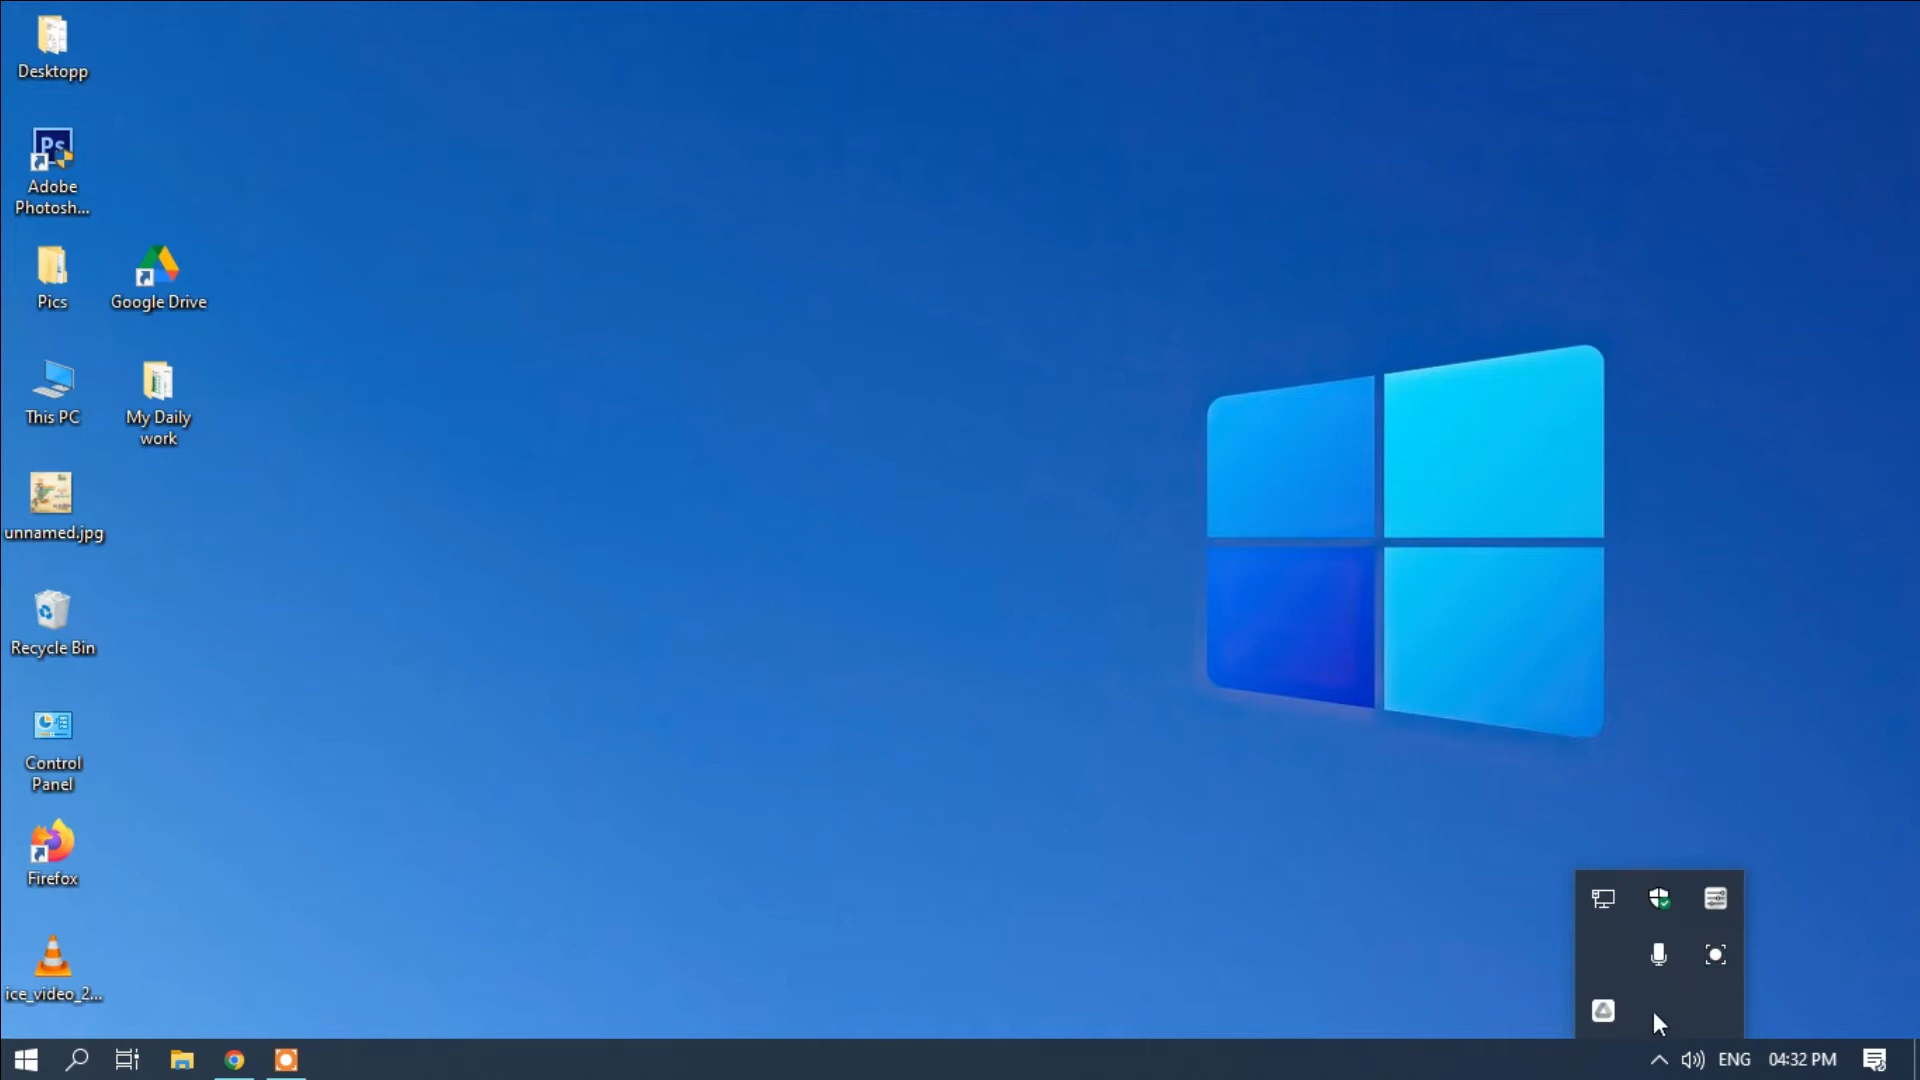 Desktopp
Ps
Adobe
Photosh...
Pics
Google Drive
This PC
My Daily
work
unnamed.jpg
Recycle Bin
Control
Panel
Firefox
ice_video_2...
ENG
04:32 PM